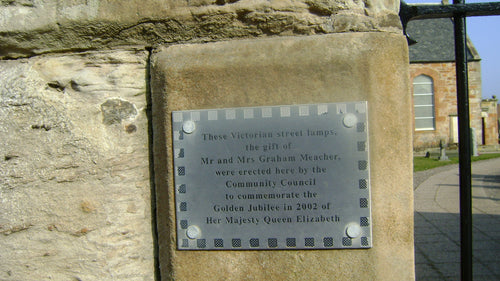 These Victorian street lamps,
the gift of
Mr and Mrs Graham Meacher,
were erected here by the
Community Council
to commemorate the
Golden Jubilee in 2002 of
Her Majesty Queen Elizabeth